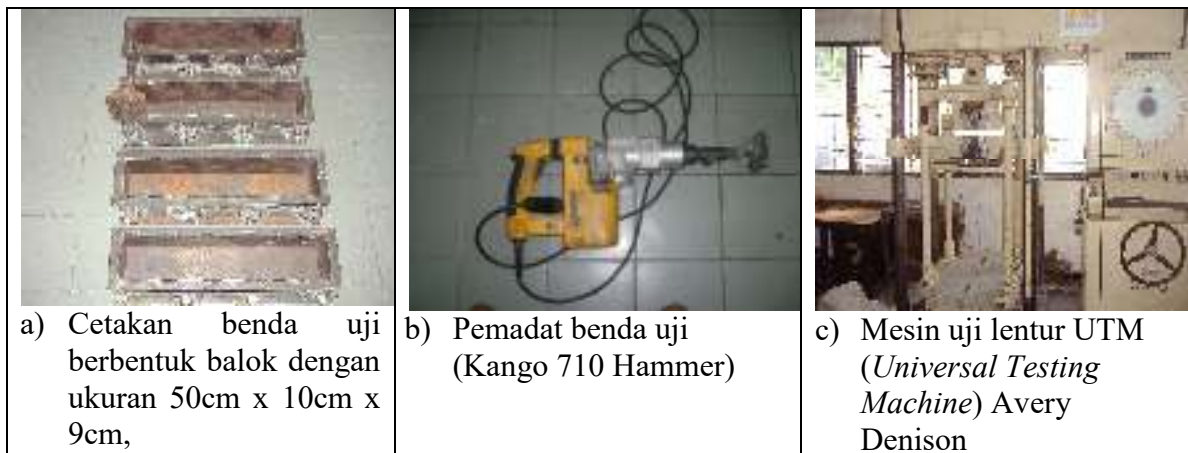 a) Cetakan benda uji
berbentuk balok dengan
ukuran 50cm x 10cm x
9cm,
b) Pemadat benda uji
(Kango 710 Hammer)
c) Mesin uji lentur UTM
(Universal Testing
Machine) Avery
Denison